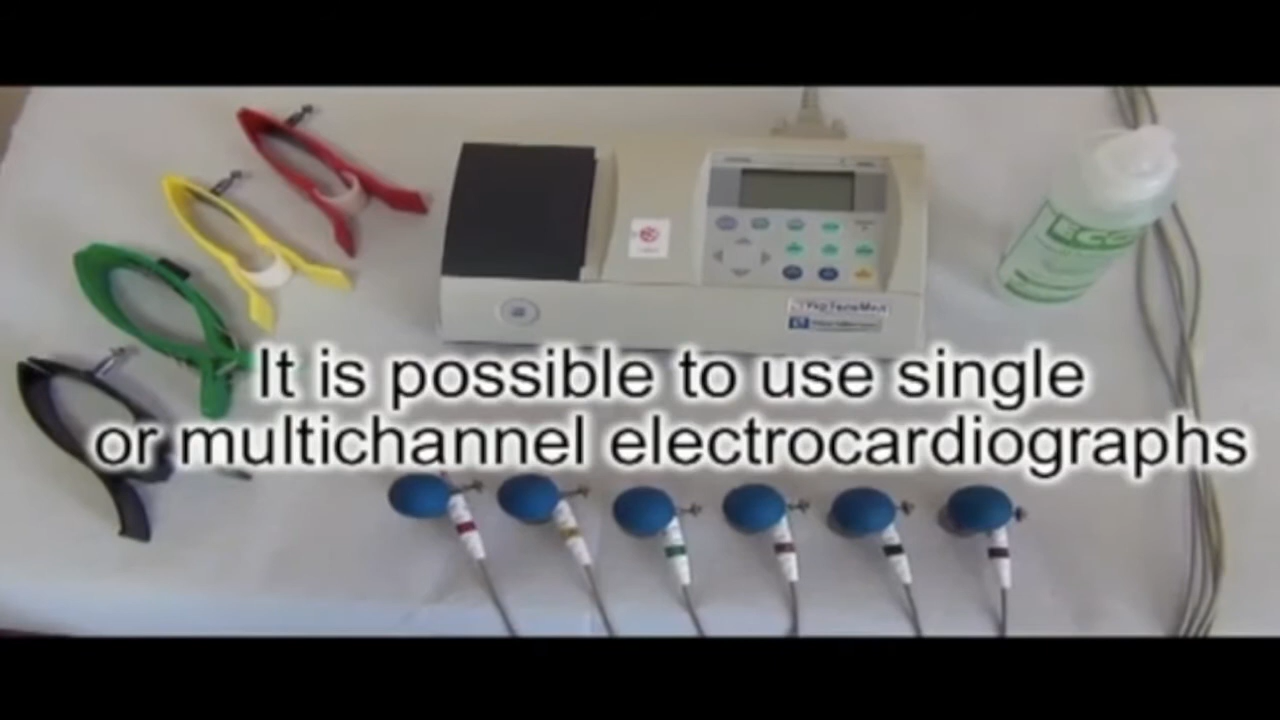 It is possible to use single
or multichannel electrocardiographs